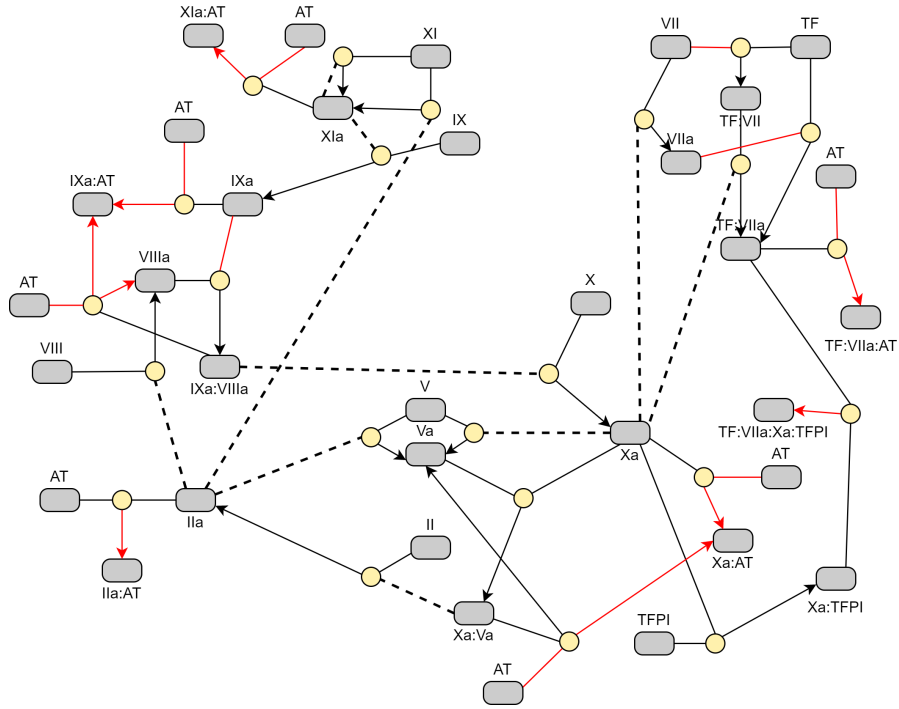 XIa:AT
AT
XI
VII
TF
AT
XIa
IX
TF:VII
VIIa
AT
IXa:AT
IXa
TF:VIIa
VIIIa
AT
X
VIII
IXa:VIIIa
TF:VIIa:AT
V
Va
TF:VIIa:Xa:TFPI
Xa
AT
AT
IIa
II
Xa:AT
IIa:AT
Xa:TFPI
TFPI
Xa:Va
AT